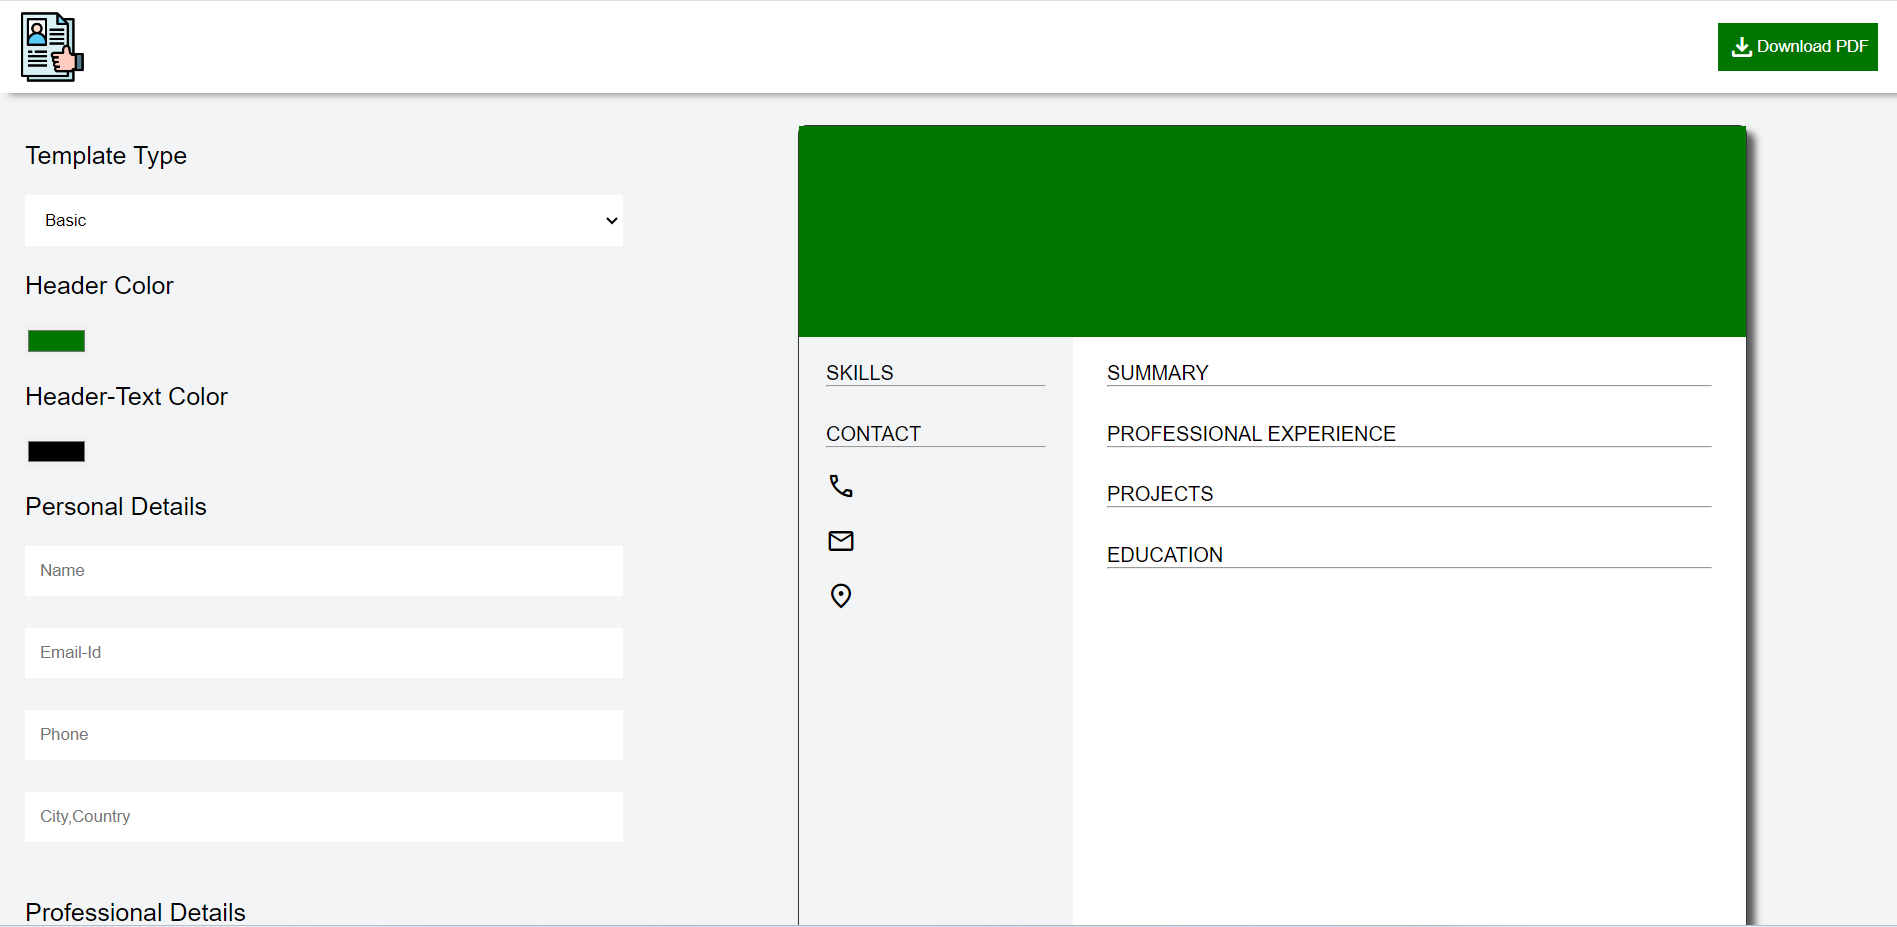 Download PDF
Template Type
Basic
Header Color
Header-Text Color
Personal Details
Name
Email-Id
Phone
City,Country
Professional Details
SKILLS
CONTACT
SUMMARY
PROFESSIONAL EXPERIENCE
PROJECTS
EDUCATION